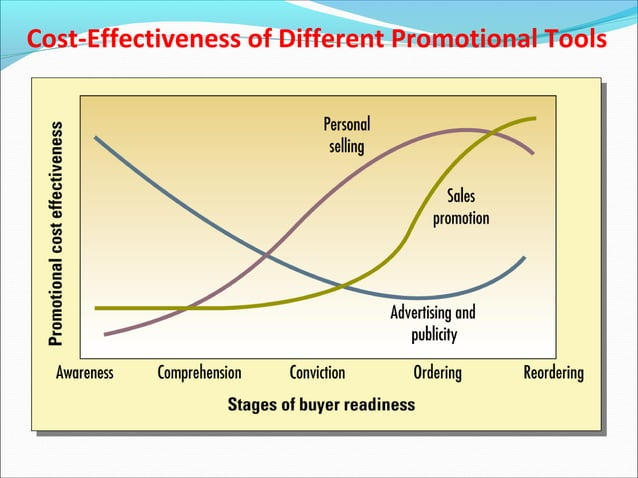 Cost-Effectiveness of Different Promotional Tools
Promotional cost effectiveness
Personal
selling
Sales
promotion
Advertising and
publicity
Awareness Comprehension Conviction Ordering Reordering
Stages of buyer readiness